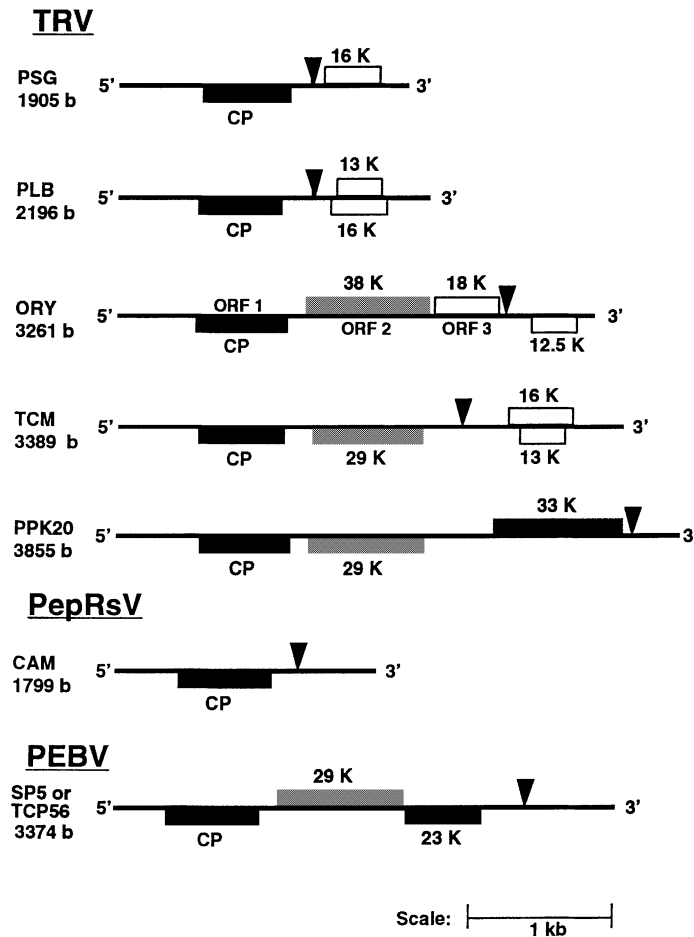 TRV
16 K
PSG
1905 b
5’
3’
CP
13 K
PLB
2196 b
5’
3’
CP
16 K
38 K
18 K
ORY
3261 b
5’
ORF 1
3’
CP
ORF 2
ORF 3
12.5 K
16 K
TCM
3389 b
5’
3’
CP
29 K
13 K
33 K
PPK20
3855 b
5’
3
CP
29 K
PepRsV
CAM
1799 b
5’
3’
CP
PEBV
29 K
SP5 or
TCP56
3374 b
5’
3’
CP
23 K
Scale:
1 kb